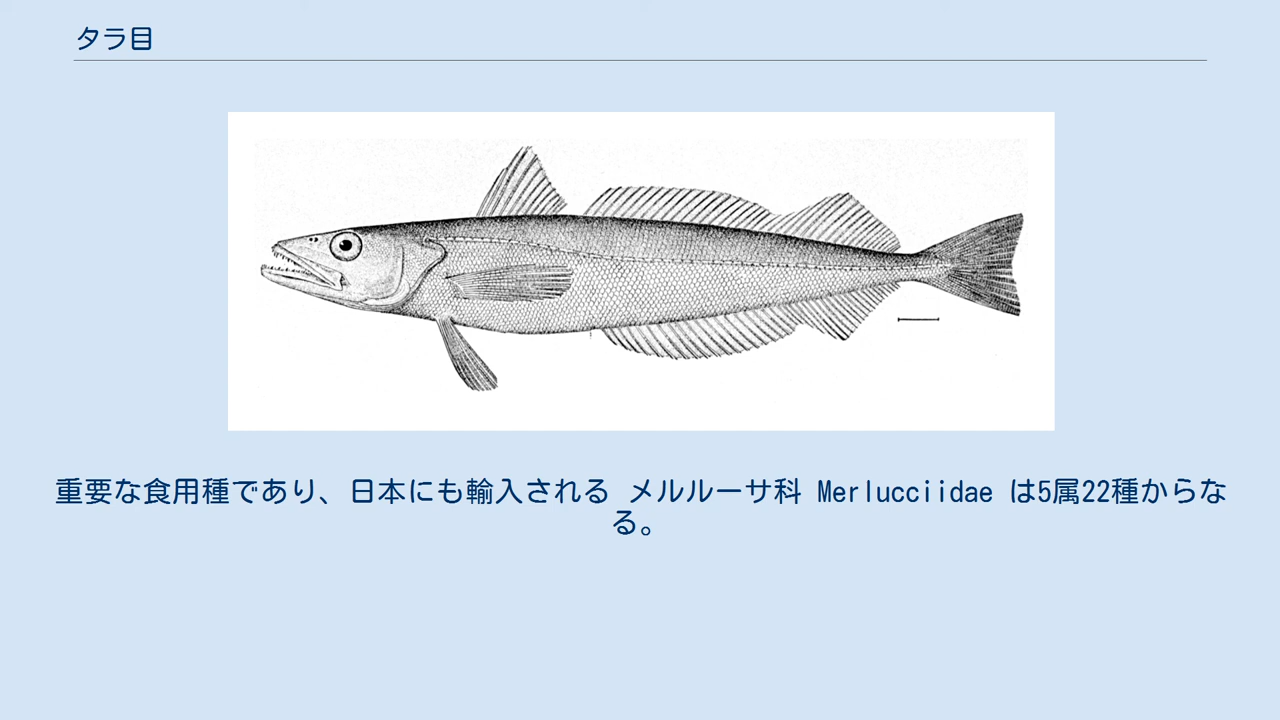 タラ目
重要な食用種であり、日本にも輸入される メルルーサ科 Merlucciidae は5属22種からな
る。